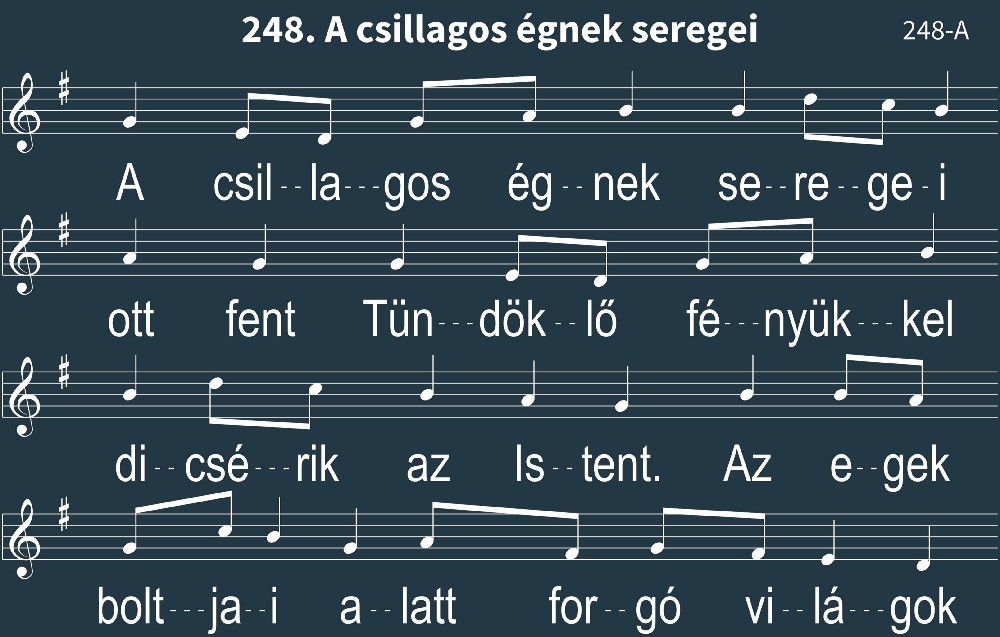 248. A csillagos égnek seregei
248-A
A csil--la---gos ég--nek se--re--ge-i
ott fent Tün---dök--lő fé---nyük---kel
di--csé---rik az Is--tent. Az e--gek
bolt---ja--i a--latt for--gó vi--lá---gok